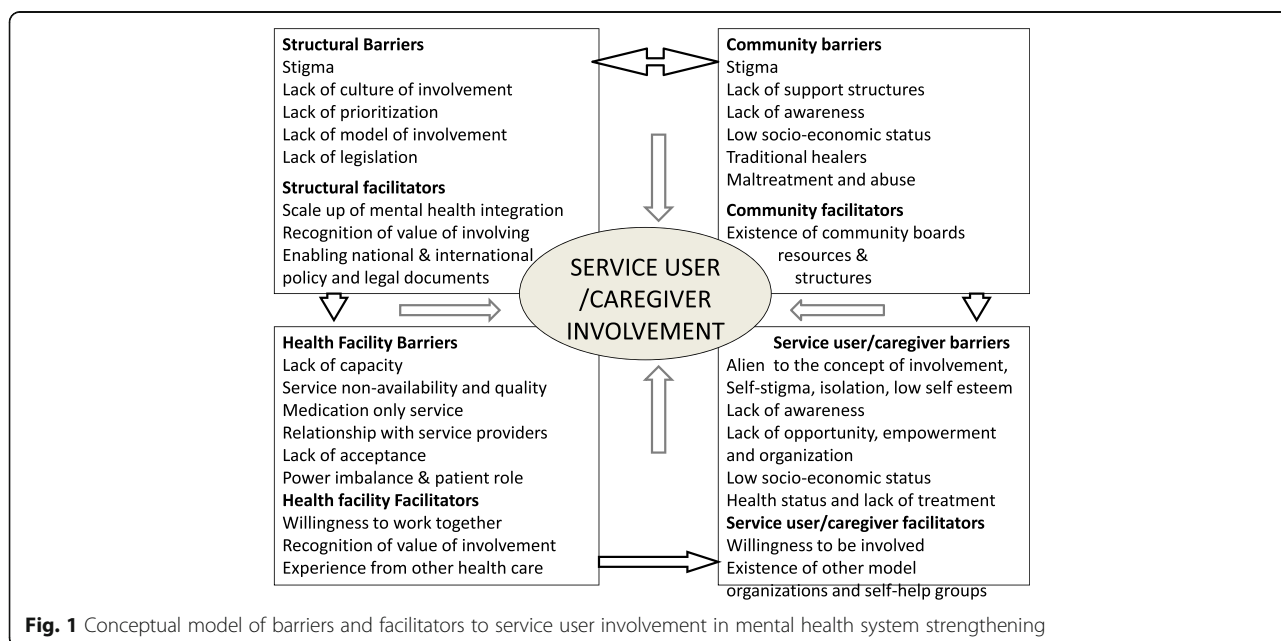 Structural Barriers
Stigma
Lack of culture of involvement
Lack of prioritization
Lack of model of involvement
Lack of legislation
Structural facilitators
Scale up of mental health integration
Recognition of value of involving
Enabling national & international
policy and legal documents
Community barriers
Stigma
Lack of support structures
Lack of awareness
Low socio-economic status
Traditional healers
Maltreatment and abuse
Community facilitators
Existence of community boards
resources &
structures
SERVICE USER
/CAREGIVER
INVOLVEMENT
Health Facility Barriers
Lack of capacity
Service non-availability and quality
Medication only service
Relationship with service providers
Lack of acceptance
Power imbalance & patient role
Health facility Facilitators
Willingness to work together
Recognition of value of involvement
Experience from other health care
Service user/caregiver barriers
Alien to the concept of involvement,
Self-stigma, isolation, low self esteem
Lack of awareness
Lack of opportunity, empowerment
and organization
Low socio-economic status
Health status and lack of treatment
Service user/caregiver facilitators
Willingness to be involved
Existence of other model
organizations and self-help groups
Fig. 1 Conceptual model of barriers and facilitators to service user involvement in mental health system strengthening